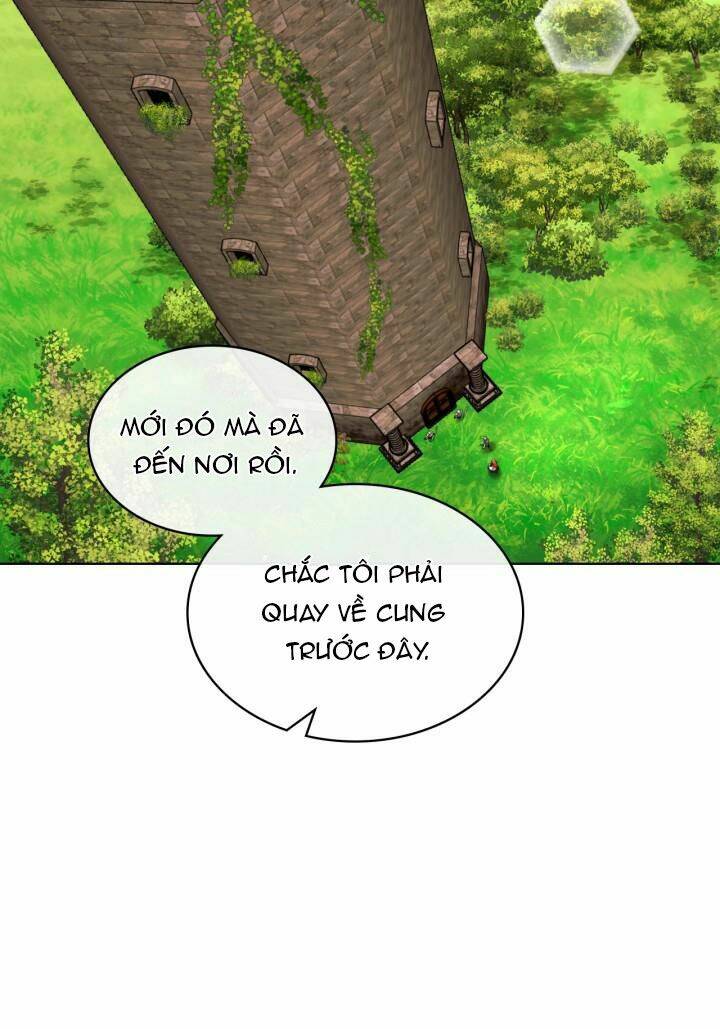 MỚI ĐÓ MÀ ĐÃ
ĐẾN NƠI RỒI.
CHẮC TÔI PHẢI
QUAY VỀ CUNG
TRƯỚC ĐÂY.